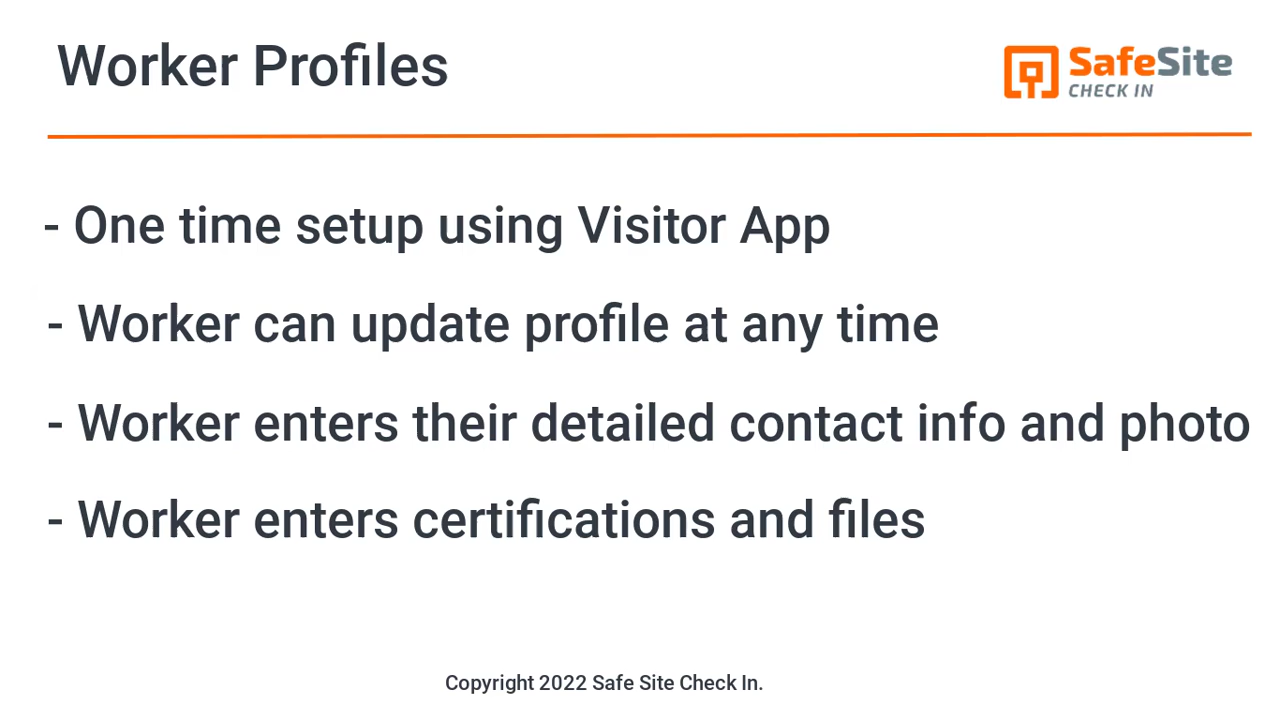 Worker Profiles
SafeSite
CHECK IN
- One time setup using Visitor App
- Worker can update profile at any time
- Worker enters their detailed contact info and photo
- Worker enters certifications and files
Copyright 2022 Safe Site Check In.